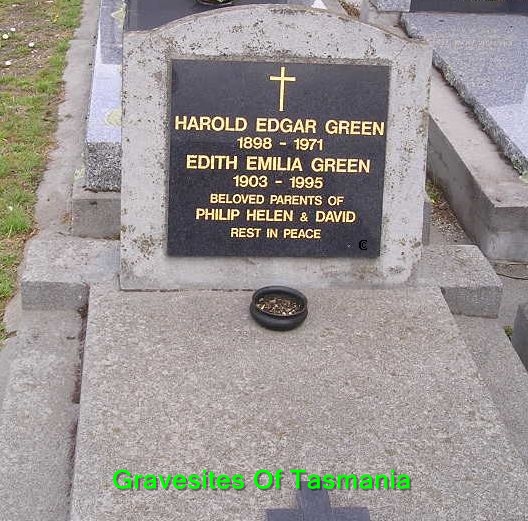 HAROLD EDGAR GREEN
1898 - 1971
EDITH EMILIA GREEN
1903 - 1995
BELOVED PARENTS OF
PHILIP HELEN & DAVID
REST IN PEACE
Gravesites Of Tasmania